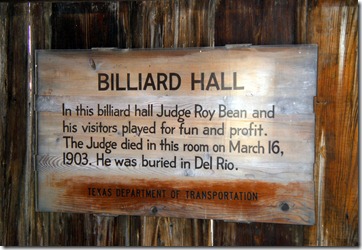 BILLIARD HALL
In this billiard hall Judge Roy Bean and
his visitors played for fun and profit.
The Judge died in this room on March 16,
1903. He was buried in Del Rio.
TEXAS DEPARTMENT OF TRANSPORTATION